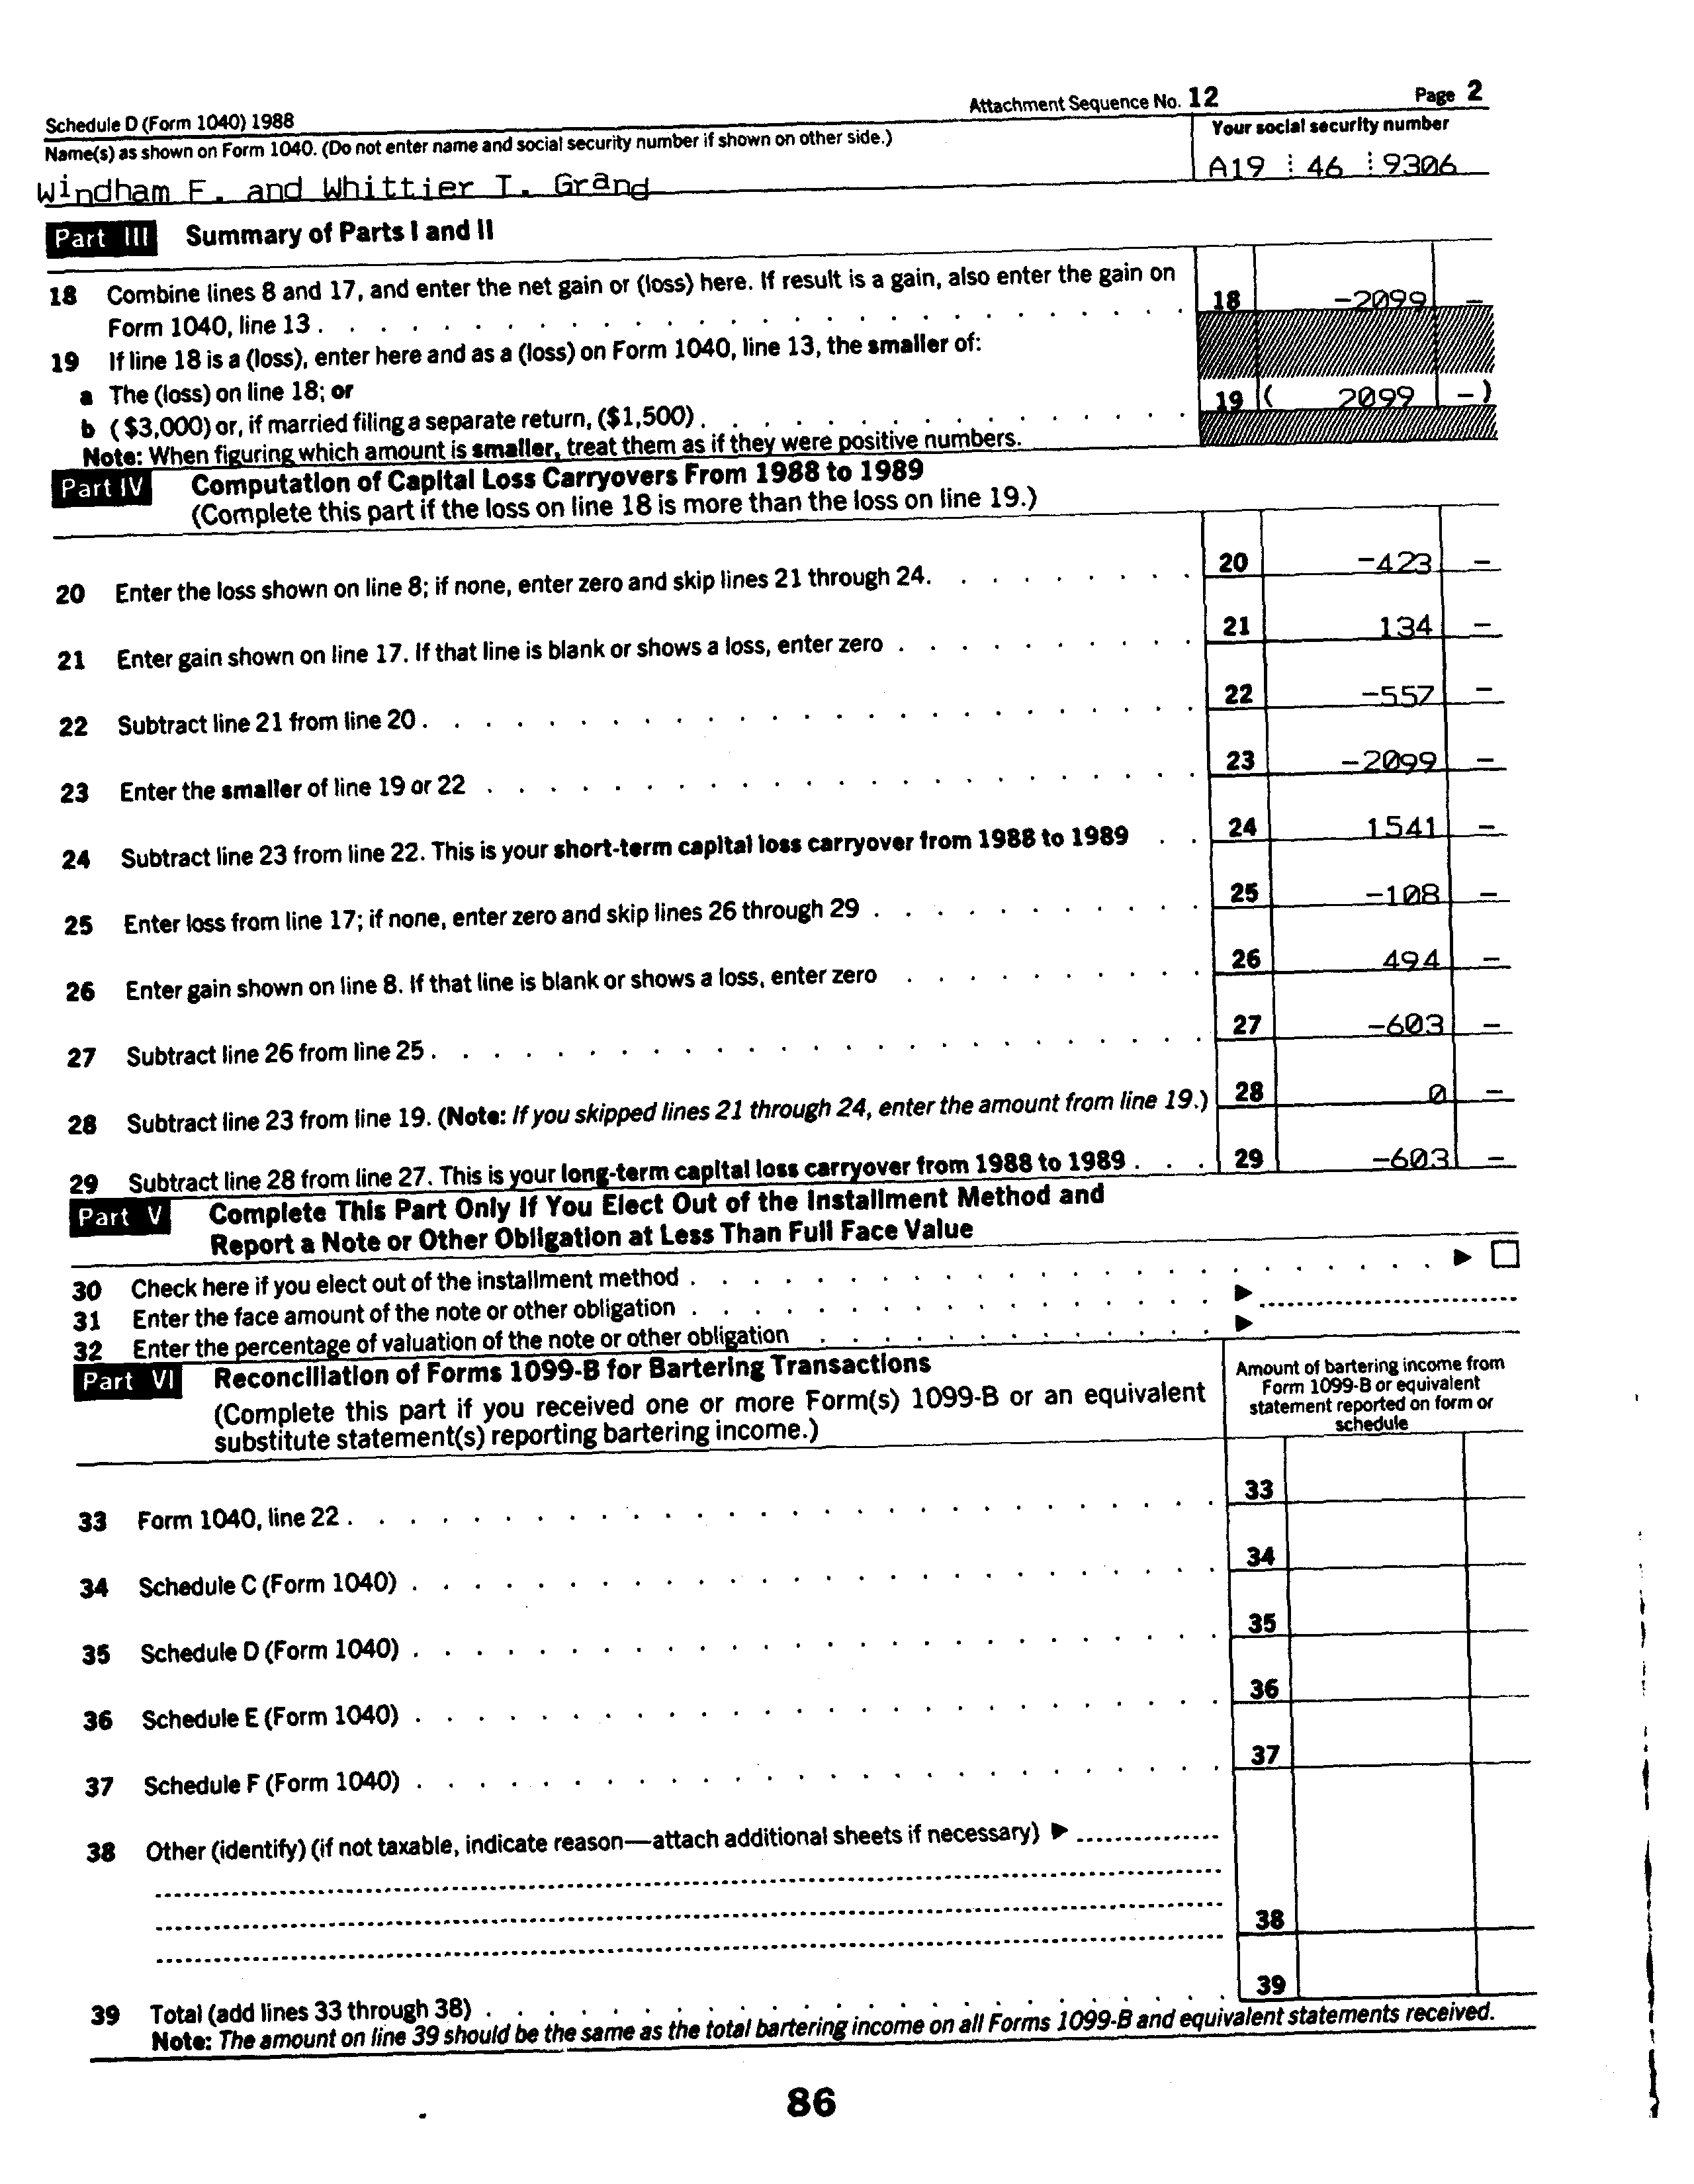 Schedule D (Form 1040) 1988 Attachment Sequence No. 12 Page 2
Name(s) as shown on Form 1040. (Do not enter name and social security number if shown on other side.) Your social security number
Windham F. and Whittier T. Grand A19 46 9306
Part III Summary of Parts I and II
18 Combine lines 8 and 17, and enter the net gain or (loss) here. If result is a gain, also enter the gain on
Form 1040, line 13 . 18 -2099 -
19 If line 18 is a (loss), enter here and as a (loss) on Form 1040, line 13, the smaller of:
a The (loss) on line 18; or
b ($3,000) or, if married filing a separate return, ($1,500) . 19 ( 2099 - )
Note: When figuring which amount is smaller, treat them as if they were positive numbers.
Part IV Computation of Capital Loss Carryovers From 1988 to 1989
(Complete this part if the loss on line 18 is more than the loss on line 19.)
20 Enter the loss shown on line 8; if none, enter zero and skip lines 21 through 24. 20 -423 -
21 Enter gain shown on line 17. If that line is blank or shows a loss, enter zero . 21 134 -
22 Subtract line 21 from line 20 . 22 -557 -
23 Enter the smaller of line 19 or 22 . 23 -2099 -
24 Subtract line 23 from line 22. This is your short-term capital loss carryover from 1988 to 1989 . 24 1541 -
25 Enter loss from line 17; if none, enter zero and skip lines 26 through 29 . 25 -108 -
26 Enter gain shown on line 8. If that line is blank or shows a loss, enter zero . 26 494 -
27 Subtract line 26 from line 25 . 27 -603 -
28 Subtract line 23 from line 19. (Note: If you skipped lines 21 through 24, enter the amount from line 19.) 28 0 -
29 Subtract line 28 from line 27. This is your long-term capital loss carryover from 1988 to 1989 . 29 -603 -
Part V Complete This Part Only If You Elect Out of the Installment Method and
Report a Note or Other Obligation at Less Than Full Face Value
30 Check here if you elect out of the installment method . ▶ ☐
31 Enter the face amount of the note or other obligation . ▶
32 Enter the percentage of valuation of the note or other obligation . ▶
Part VI Reconciliation of Forms 1099-B for Bartering Transactions
(Complete this part if you received one or more Form(s) 1099-B or an equivalent
substitute statement(s) reporting bartering income.)
Amount of bartering income from
Form 1099-B or equivalent
statement reported on form or
schedule
33 Form 1040, line 22 . 33
34 Schedule C (Form 1040) . 34
35 Schedule D (Form 1040) . 35
36 Schedule E (Form 1040) . 36
37 Schedule F (Form 1040) . 37
38 Other (identify) (if not taxable, indicate reason—attach additional sheets if necessary) ▶
38
39 Total (add lines 33 through 38) . 39
Note: The amount on line 39 should be the same as the total bartering income on all Forms 1099-B and equivalent statements received.
86